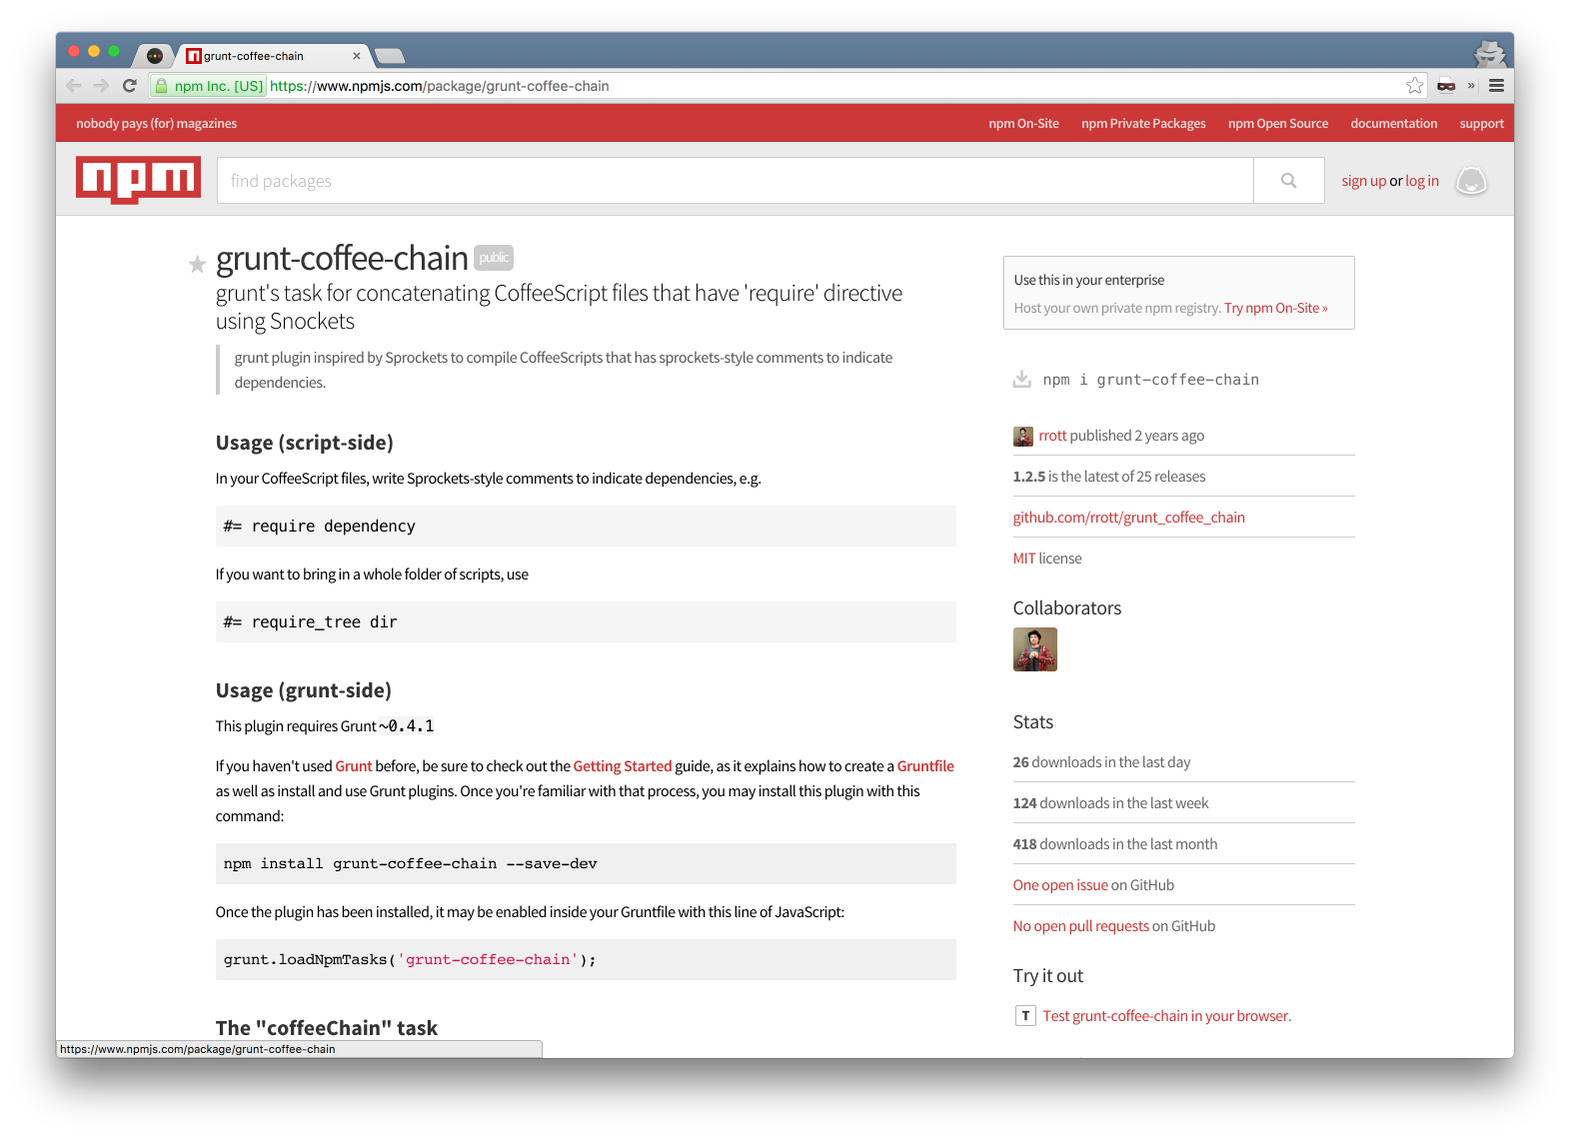 grunt-coffee-chain
npm Inc. [US] https://www.npmjs.com/package/grunt-coffee-chain
nobody pays (for) magazines
npm On-Site npm Private Packages npm Open Source documentation support
npm
find packages
sign up or log in
grunt-coffee-chain public
grunt's task for concatenating CoffeeScript files that have 'require' directive
using Snockets
grunt plugin inspired by Sprockets to compile CoffeeScripts that has sprockets-style comments to indicate
dependencies.
Usage (script-side)
In your CoffeeScript files, write Sprockets-style comments to indicate dependencies, e.g.
#= require dependency
If you want to bring in a whole folder of scripts, use
#= require_tree dir
Usage (grunt-side)
This plugin requires Grunt ~0.4.1
If you haven't used Grunt before, be sure to check out the Getting Started guide, as it explains how to create a Gruntfile
as well as install and use Grunt plugins. Once you're familiar with that process, you may install this plugin with this
command:
npm install grunt-coffee-chain --save-dev
Once the plugin has been installed, it may be enabled inside your Gruntfile with this line of JavaScript:
grunt.loadNpmTasks('grunt-coffee-chain');
The "coffeeChain" task
Use this in your enterprise
Host your own private npm registry. Try npm On-Site »
npm i grunt-coffee-chain
rrott published 2 years ago
1.2.5 is the latest of 25 releases
github.com/rrott/grunt_coffee_chain
MIT license
Collaborators
Stats
26 downloads in the last day
124 downloads in the last week
418 downloads in the last month
One open issue on GitHub
No open pull requests on GitHub
Try it out
T Test grunt-coffee-chain in your browser.
https://www.npmjs.com/package/grunt-coffee-chain